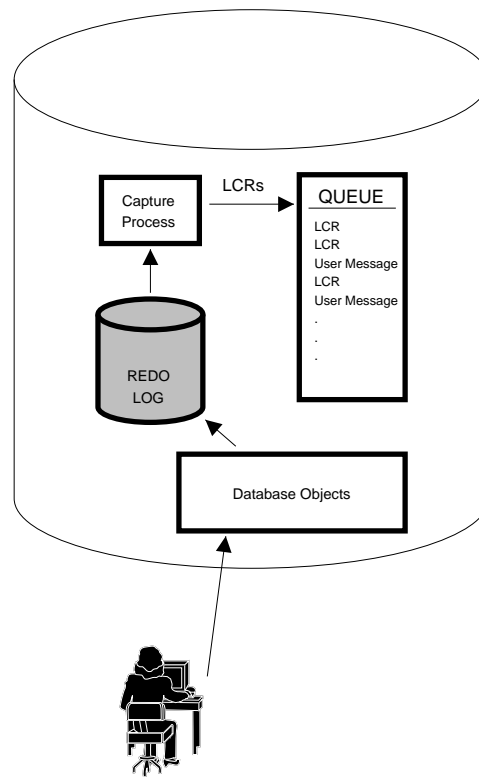 LCRs
Capture
Process
QUEUE
LCR
LCR
User Message
LCR
User Message
.
.
.
REDO
LOG
Database Objects